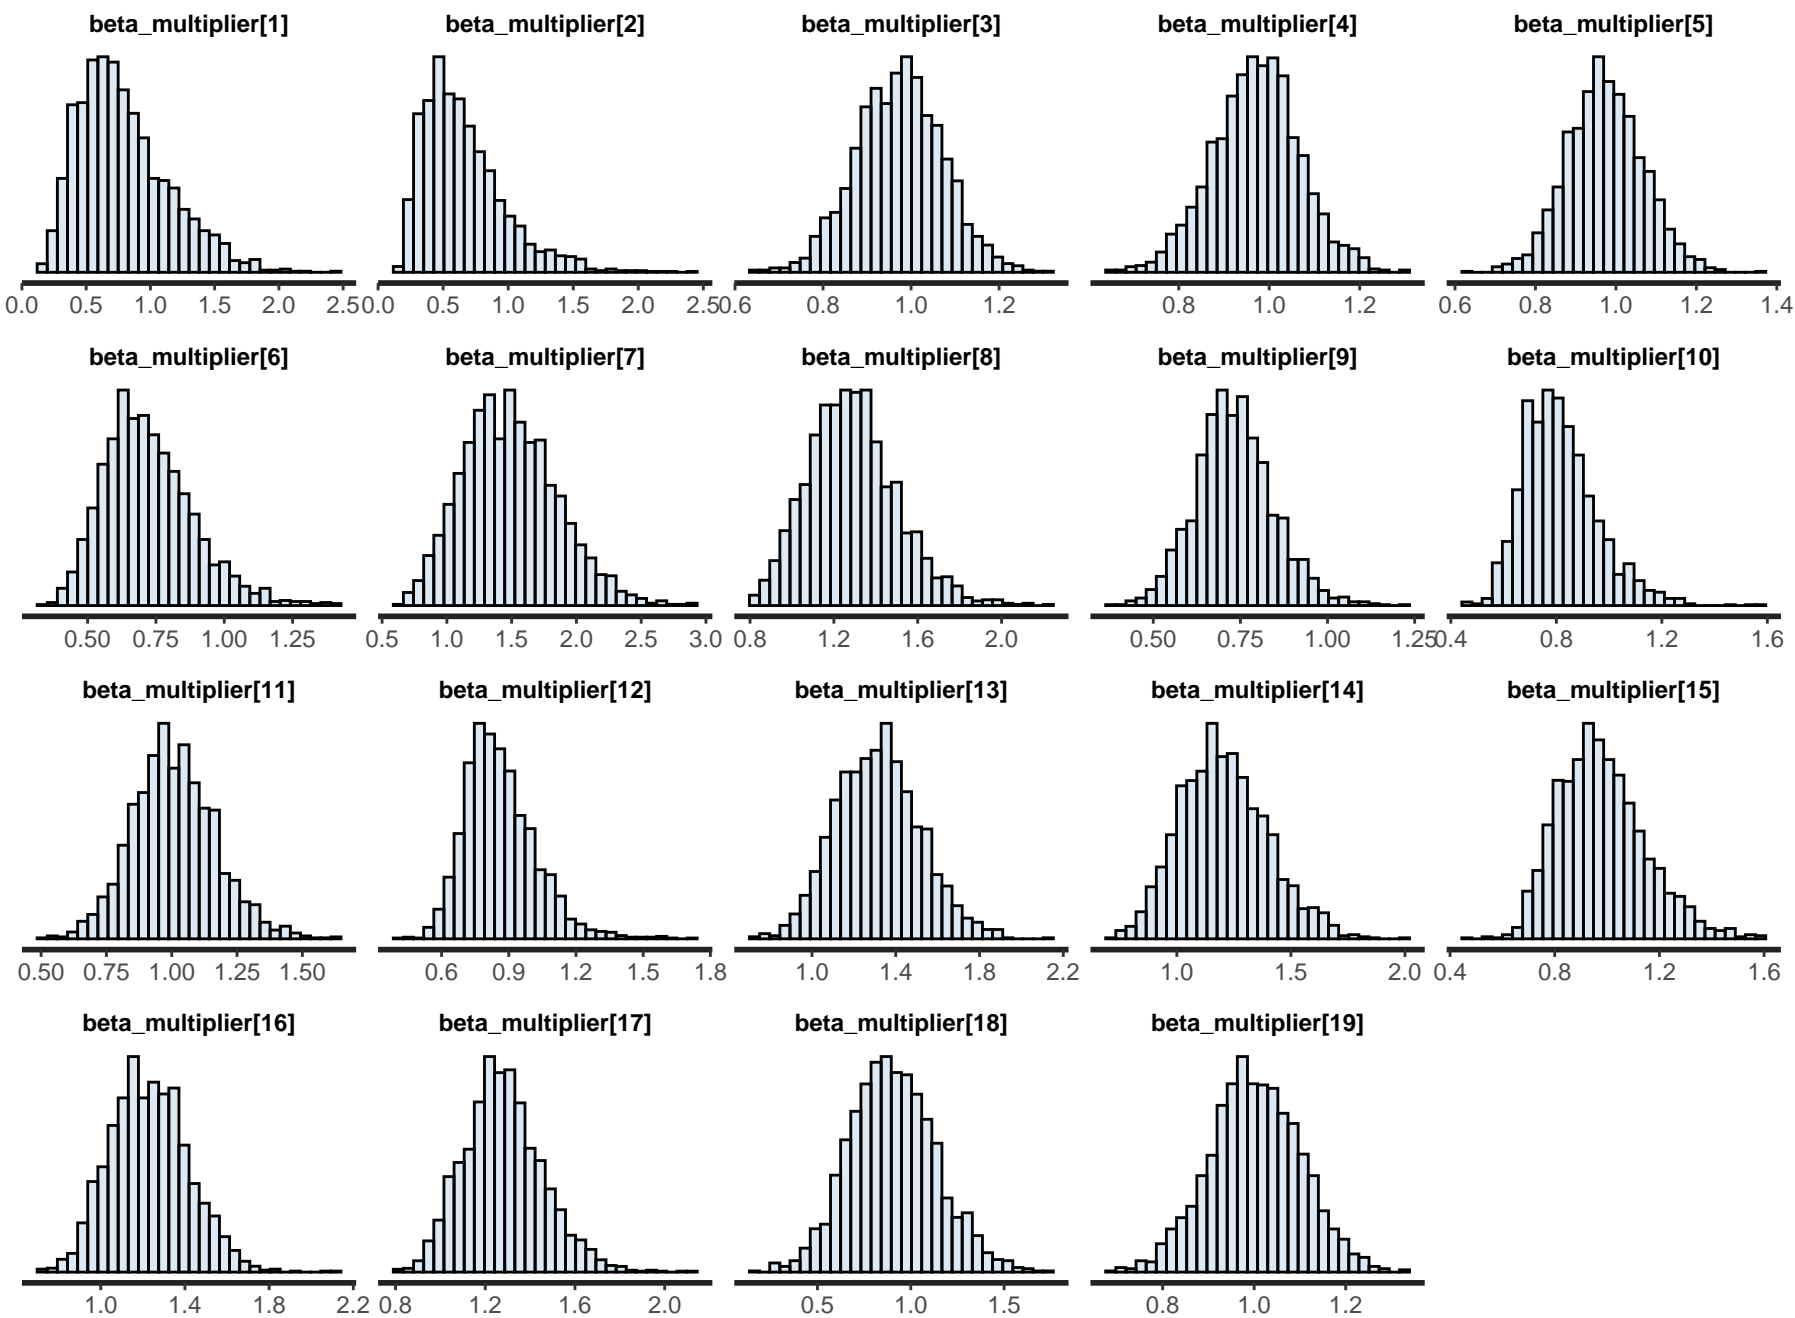 beta_multiplier[1] beta_multiplier[2] beta_multiplier[3] beta_multiplier[4] beta_multiplier[5]
0.0 0.5 1.0 1.5 2.0 2.5 0.0 0.5 1.0 1.5 2.0 2.5 0.6 0.8 1.0 1.2 0.8 1.0 1.2 0.6 0.8 1.0 1.2 1.4
beta_multiplier[6] beta_multiplier[7] beta_multiplier[8] beta_multiplier[9] beta_multiplier[10]
0.50 0.75 1.00 1.25 0.5 1.0 1.5 2.0 2.5 3.0 0.8 1.2 1.6 2.0 0.50 0.75 1.00 1.25 0.4 0.8 1.2 1.6
beta_multiplier[11] beta_multiplier[12] beta_multiplier[13] beta_multiplier[14] beta_multiplier[15]
0.50 0.75 1.00 1.25 1.50 0.6 0.9 1.2 1.5 1.8 1.0 1.4 1.8 2.2 1.0 1.5 2.0 0.4 0.8 1.2 1.6
beta_multiplier[16] beta_multiplier[17] beta_multiplier[18] beta_multiplier[19]
1.0 1.4 1.8 2.2 0.8 1.2 1.6 2.0 0.5 1.0 1.5 0.8 1.0 1.2